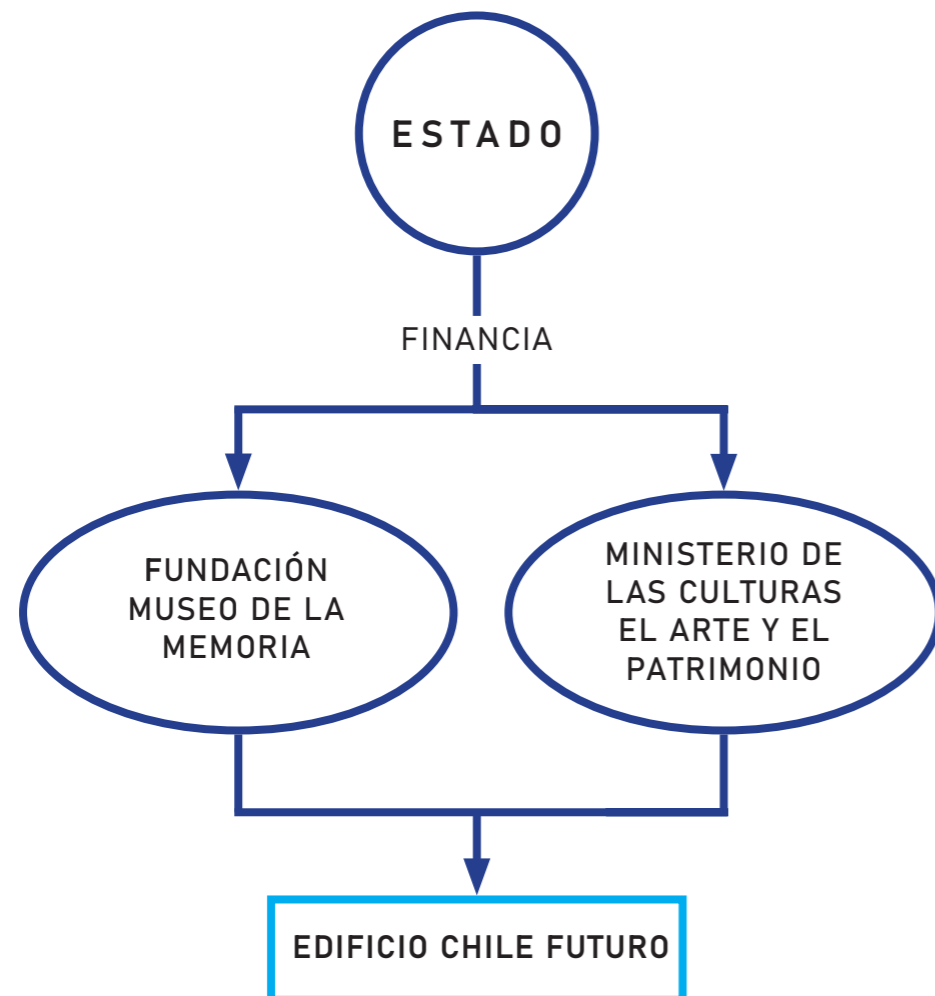 ESTADO
FINANCIA
FUNDACIÓN
MUSEO DE LA
MEMORIA
MINISTERIO DE
LAS CULTURAS
EL ARTE Y EL
PATRIMONIO
EDIFICIO CHILE FUTURO